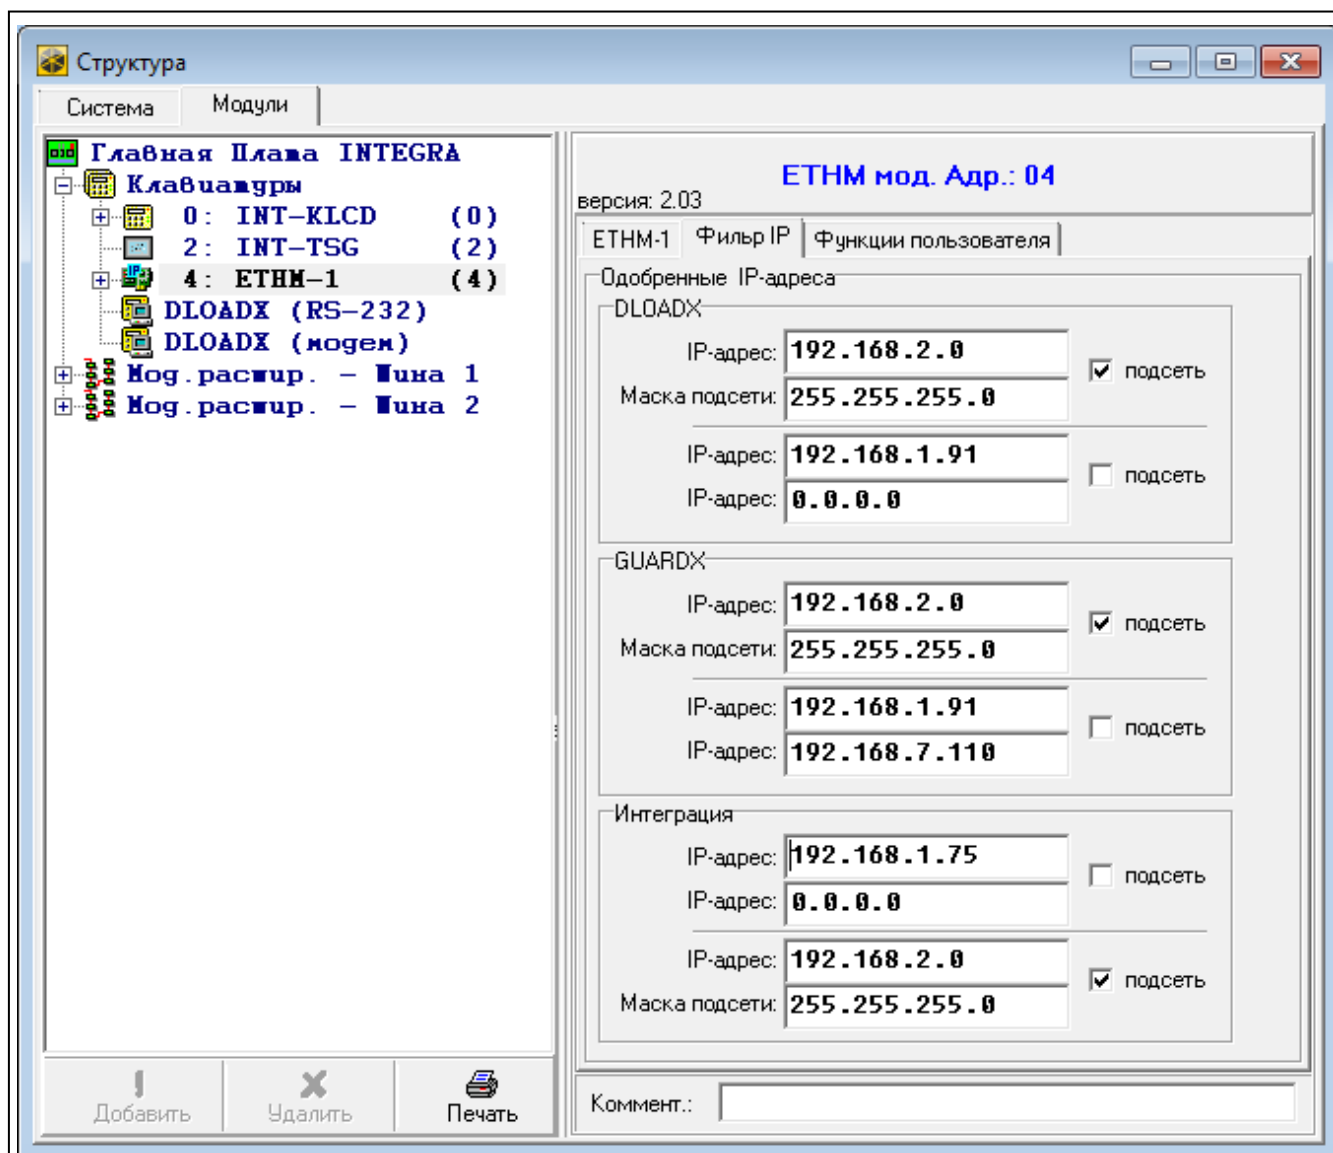 Структура
Система Модули
Главная Плата INTEGRA
Клавиатуры
0: INT-KLCD (0)
2: INT-TSG (2)
4: ETHM-1 (4)
DLOADX (RS-232)
DLOADX (модем)
Мод.расшир. - Шина 1
Мод.расшир. - Шина 2
Добавить Удалить Печать
ETHM мод. Адр.: 04
версия: 2.03
ETHM-1 Фильр IP Функции пользователя
Одобренные IP-адреса
DLOADX
IP-адрес: 192.168.2.0
подсеть
Маска подсети: 255.255.255.0
IP-адрес: 192.168.1.91
подсеть
IP-адрес: 0.0.0.0
GUARDX
IP-адрес: 192.168.2.0
подсеть
Маска подсети: 255.255.255.0
IP-адрес: 192.168.1.91
подсеть
IP-адрес: 192.168.7.110
Интеграция
IP-адрес: 192.168.1.75
подсеть
IP-адрес: 0.0.0.0
IP-адрес: 192.168.2.0
подсеть
Маска подсети: 255.255.255.0
Коммент.: